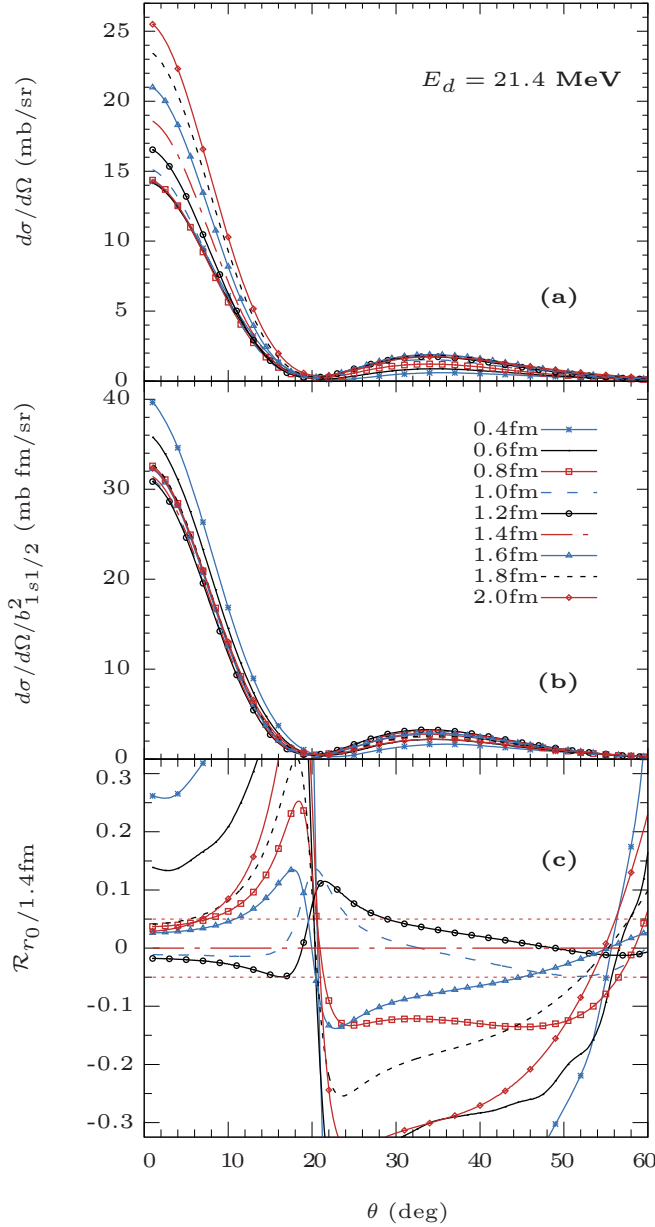 25
20
15
10
5
0
dσ/dΩ (mb/sr)
E_d = 21.4 MeV
(a)
40
30
20
10
0
dσ/dΩ/b²₁ₛ₁/₂ (mb fm/sr)
0.4fm
0.6fm
0.8fm
1.0fm
1.2fm
1.4fm
1.6fm
1.8fm
2.0fm
(b)
0.3
0.2
0.1
0
-0.1
-0.2
-0.3
ℛ_{r₀/1.4fm}
(c)
0 10 20 30 40 50 60
θ (deg)